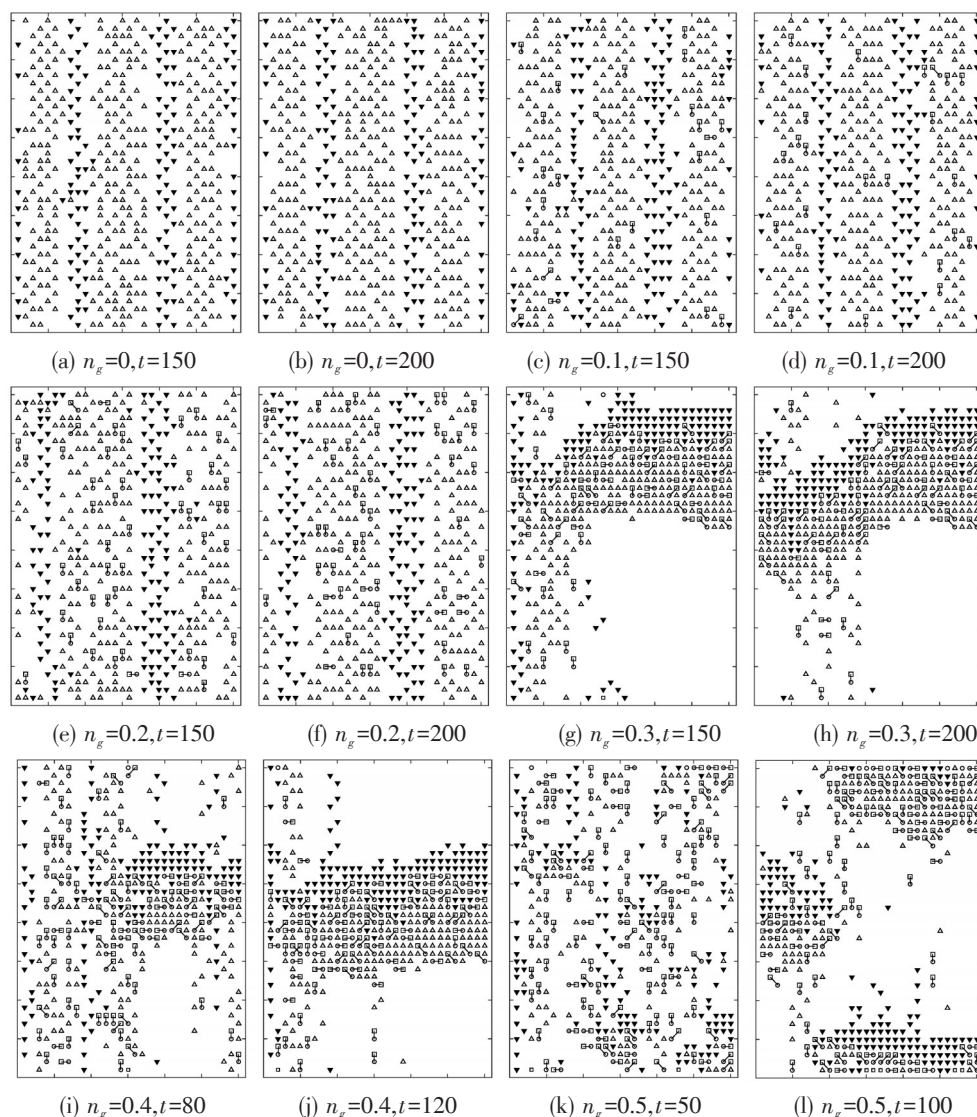 (a) n_g=0,t=150
(b) n_g=0,t=200
(c) n_g=0.1,t=150
(d) n_g=0.1,t=200
(e) n_g=0.2,t=150
(f) n_g=0.2,t=200
(g) n_g=0.3,t=150
(h) n_g=0.3,t=200
(i) n_g=0.4,t=80
(j) n_g=0.4,t=120
(k) n_g=0.5,t=50
(l) n_g=0.5,t=100